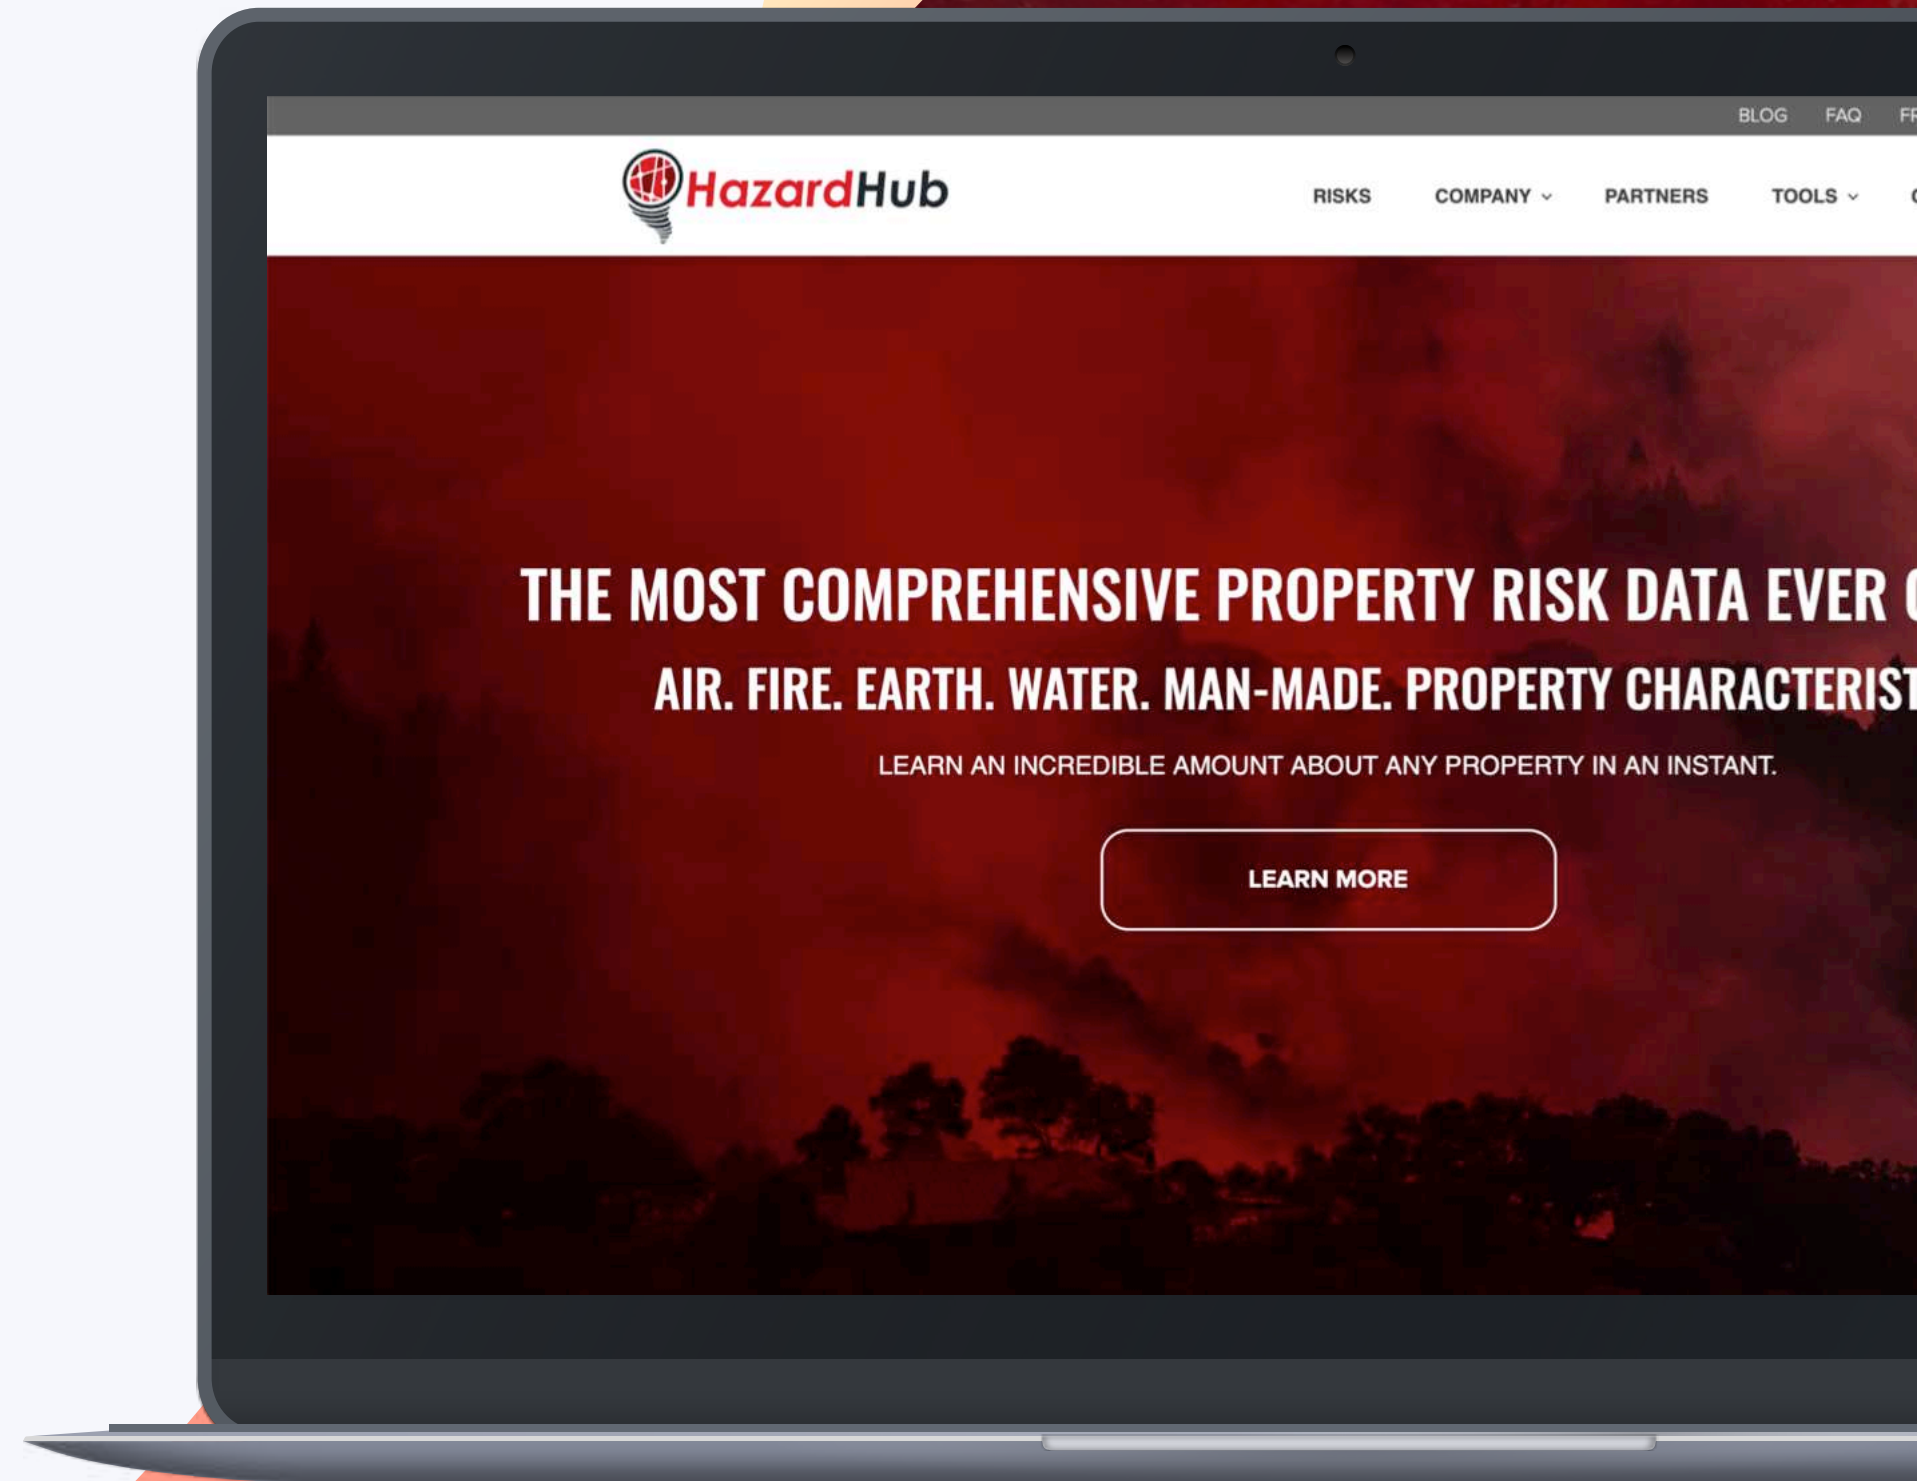 BLOG FAQ
HazardHub
RISKS COMPANY PARTNERS TOOLS
THE MOST COMPREHENSIVE PROPERTY RISK DATA EVER
AIR. FIRE. EARTH. WATER. MAN-MADE. PROPERTY
LEARN AN INCREDIBLE AMOUNT ABOUT ANY PROPERTY IN AN INSTANT.
LEARN MORE